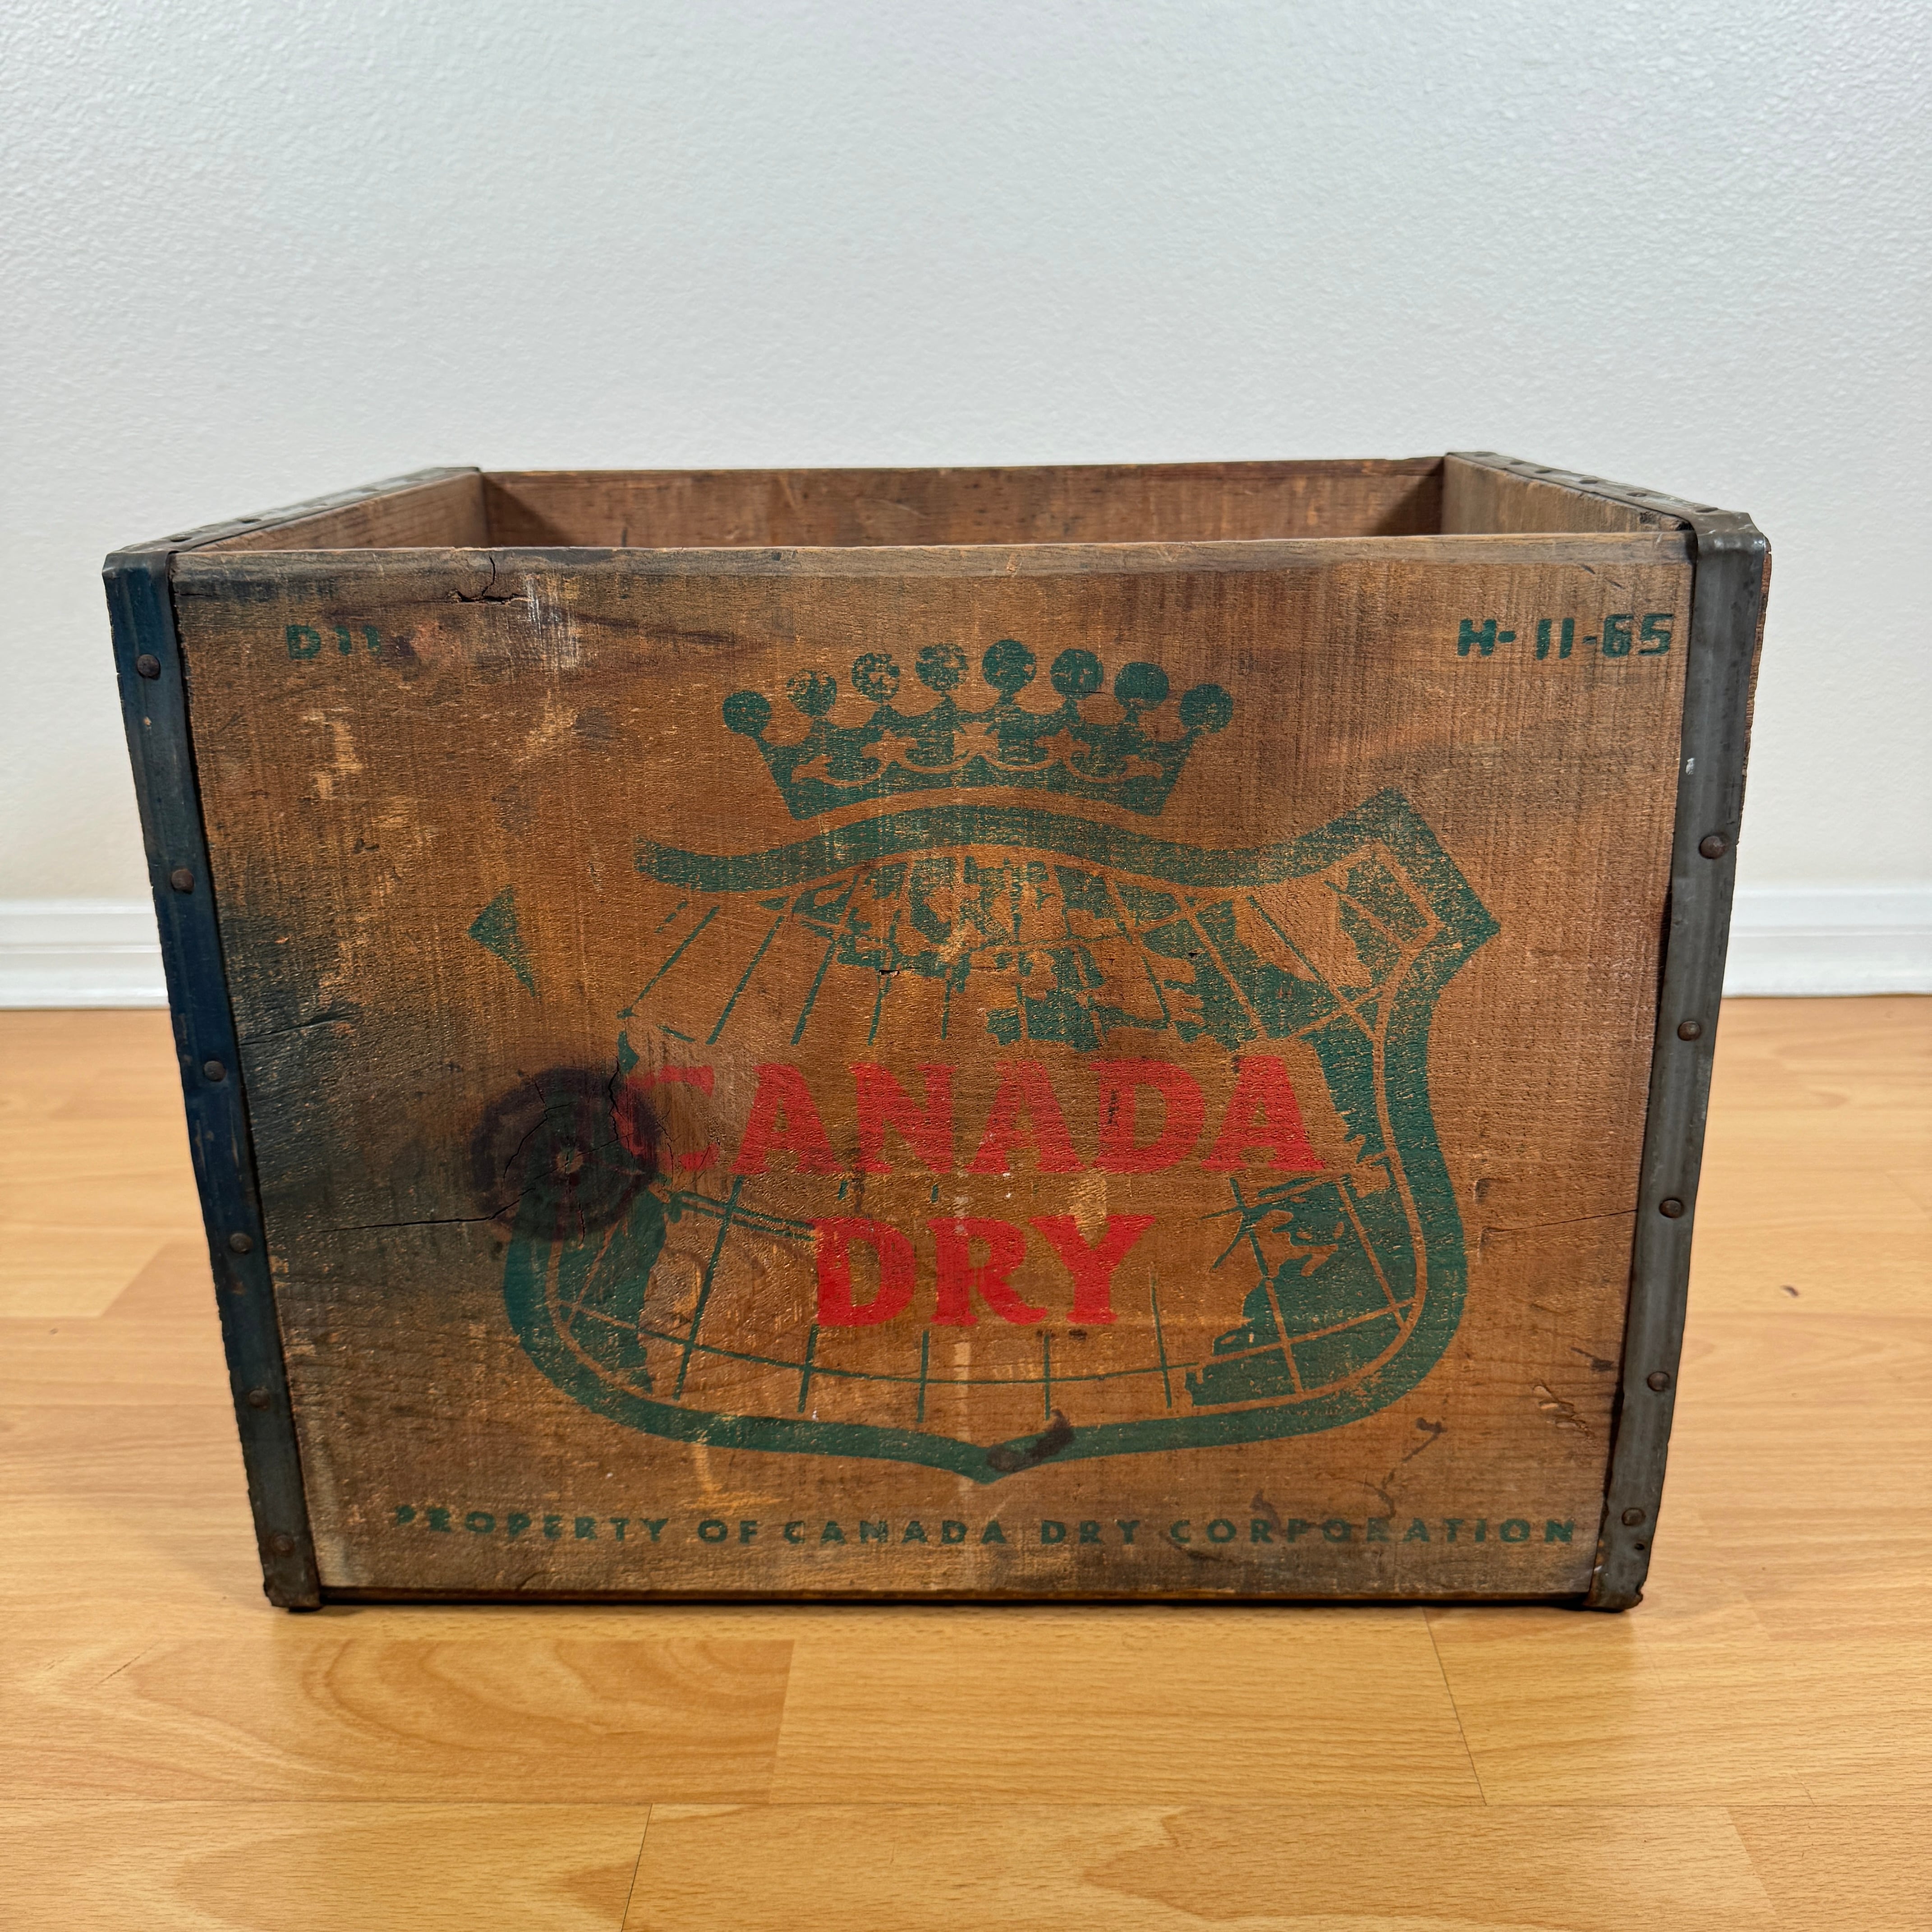 D11
H-11-65
CANADA
DRY
PROPERTY OF CANADA DRY CORPORATION